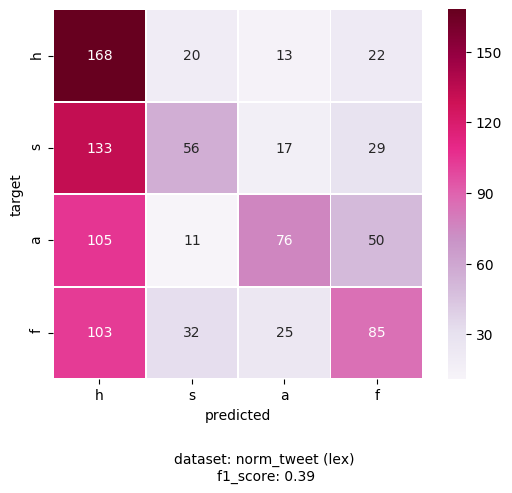 h 168 20 13 22
s 133 56 17 29
a 105 11 76 50
f 103 32 25 85
h s a f
target
predicted
150
120
90
60
30
dataset: norm_tweet (lex)
f1_score: 0.39